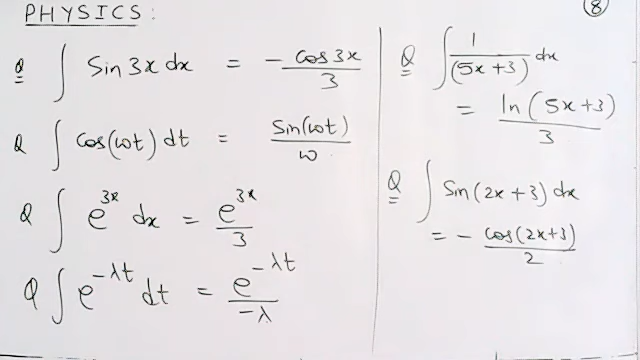 PHYSICS:
8
Q ∫ Sin 3x dx = - cos 3x / 3
Q ∫ cos(ωt) dt = Sin(ωt) / ω
Q ∫ e^3x dx = e^3x / 3
Q ∫ e^-λt dt = e^-λt / -λ
Q ∫ 1 / (5x+3) dx
= ln(5x+3) / 3
Q ∫ Sin(2x+3) dx
= - cos(2x+3) / 2